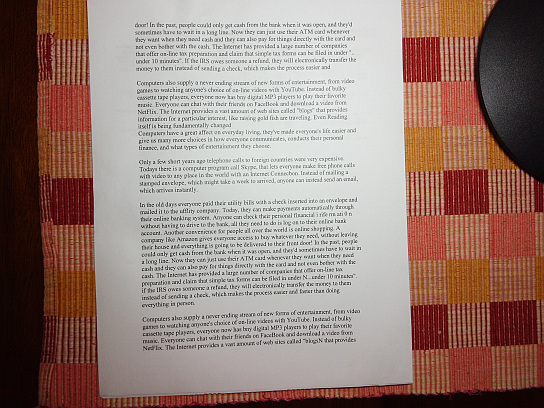 door! In the past, people could only get cash from the bank when it was open, and they'd
sometimes have to wait in a long line. Now they can just use their ATM card whenever
they want when they need cash and they can also pay for things directly with the card and
not even bother with the cash. The Internet has provided a large number of companies
that offer on-line tax preparation and claim that simple tax forms can be filed in under "..
under 10 minutes". If the IRS owes someone a refund, they will electronically transfer the
money to them instead of sending a check, which makes the process easier and
Computers also supply a never ending stream of new forms of entertainment, from video
games to watching anyone's choice of on-line videos with YouTube. Instead of bulky
cassette tape players, everyone now has buy digital MP3 players to play their favorite
music. Everyone can chat with their friends on FaceBook and download a video from
NetFlix. The Internet provides a vast amount of web sites called "blogs" that provides
information for a particular interest, like raising gold fish are traveling. Even Reading
itself is being fundamentally changed
Computers have a great affect on everyday living, they've made everyone's life easier and
give us many more choices in how everyone communicates, conducts their personal
finance, and what types of entertainment they choose.
Only a few short years ago telephone calls to foreign countries were very expensive.
Todays there is a computer program call Skype, that lets everyone make free phone calls
with video to any place in the world with an Internet Connection. Instead of mailing a
stamped envelope, which might take a week to arrived, anyone can instead send an email,
which arrives instantly.
In the old days everyone paid their utility bills with a check inserted into an envelope and
mailed it to the utility company. Today, they can make payments automatically through
their online banking system. Anyone can check their personal financial
without having to drive to the bank, all they need to do is log on to their online bank
account. Another convenience for people all over the world is online shopping. A
company like Amazon gives everyone access to buy whatever they need, without leaving
their house and everything is going to be delivered to their front door! In the past, people
could only get cash from the bank when it was open, and they'd sometimes have to wait in
a long line. Now they can just use their ATM card whenever they want when they need
cash and they can also pay for things directly with the card and not even bother with the
cash. The Internet has provided a large number of companies that offer on-line tax
preparation and claim that simple tax forms can be filed in under N... under 10 minutes".
if the IRS owes someone a refund, they will electronically transfer the money to them
instead of sending a check, which makes the process easier and faster than doing
everything in person.
Computers also supply a never ending stream of new forms of entertainment, from video
games to watching anyone's choice of on-line videos with YouTube. Instead of bulky
cassette tape players, everyone now has buy digital MP3 players to play their favorite
music. Everyone can chat with their friends on FaceBook and download a video from
NetFlix. The Internet provides a vast amount of web sites called "blogsN that provides